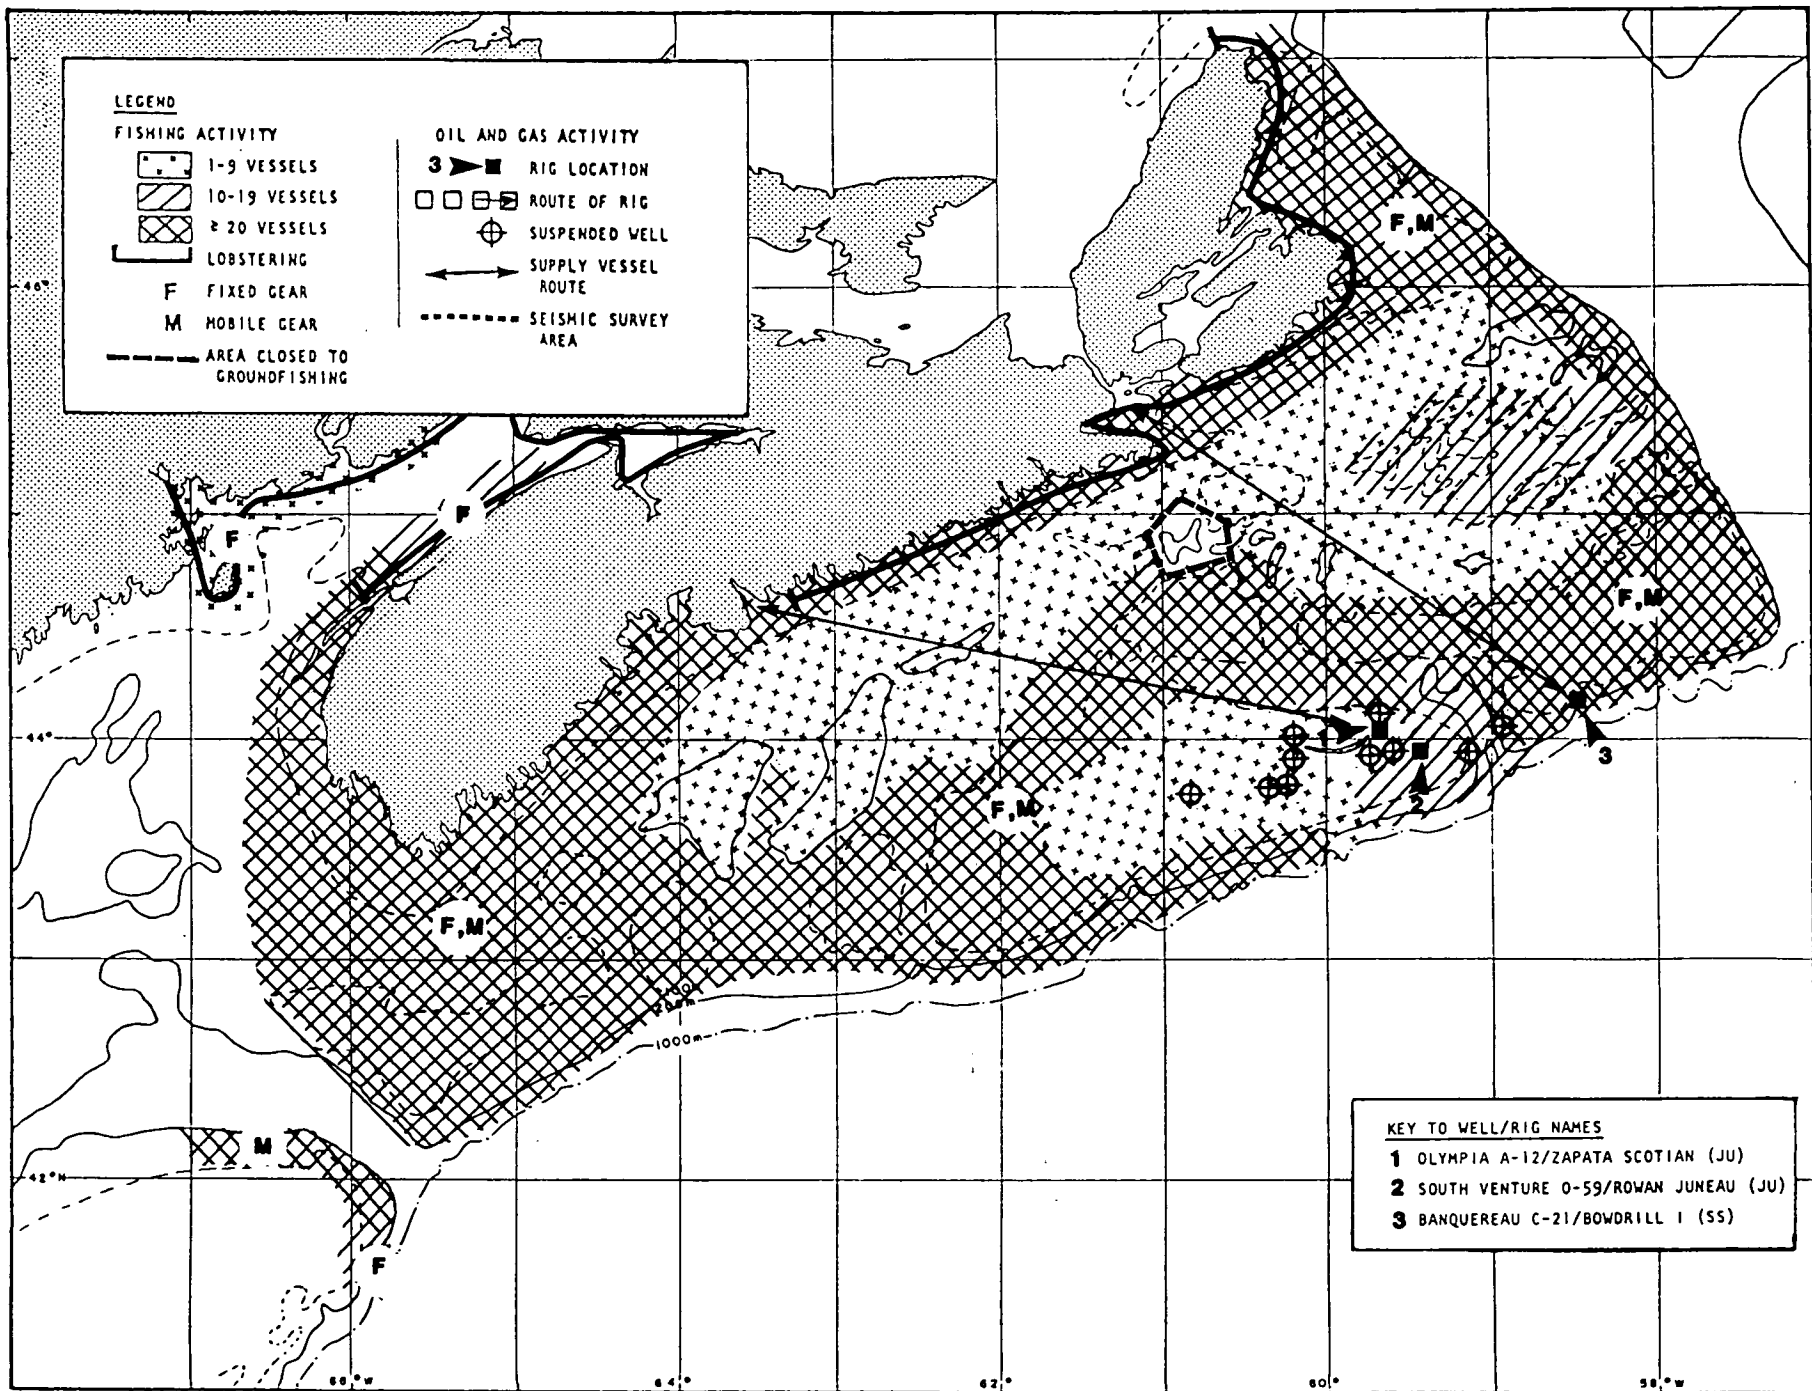 LEGEND
FISHING ACTIVITY
1-9 VESSELS
10-19 VESSELS
≥ 20 VESSELS
LOBSTERING
F FIXED GEAR
M MOBILE GEAR
AREA CLOSED TO
GROUNDFISHING
OIL AND GAS ACTIVITY
3 RIG LOCATION
ROUTE OF RIG
SUSPENDED WELL
SUPPLY VESSEL
ROUTE
SEISMIC SURVEY
AREA
F,M
46°
F
F
F,M
44°
3
2
F,M
F,M
200m
1000m
M
42°N
F
KEY TO WELL/RIG NAMES
1 OLYMPIA A-12/ZAPATA SCOTIAN (JU)
2 SOUTH VENTURE O-59/ROWAN JUNEAU (JU)
3 BANQUEREAU C-21/BOWDRILL I (SS)
66°W
64°
62°
60°
58°W